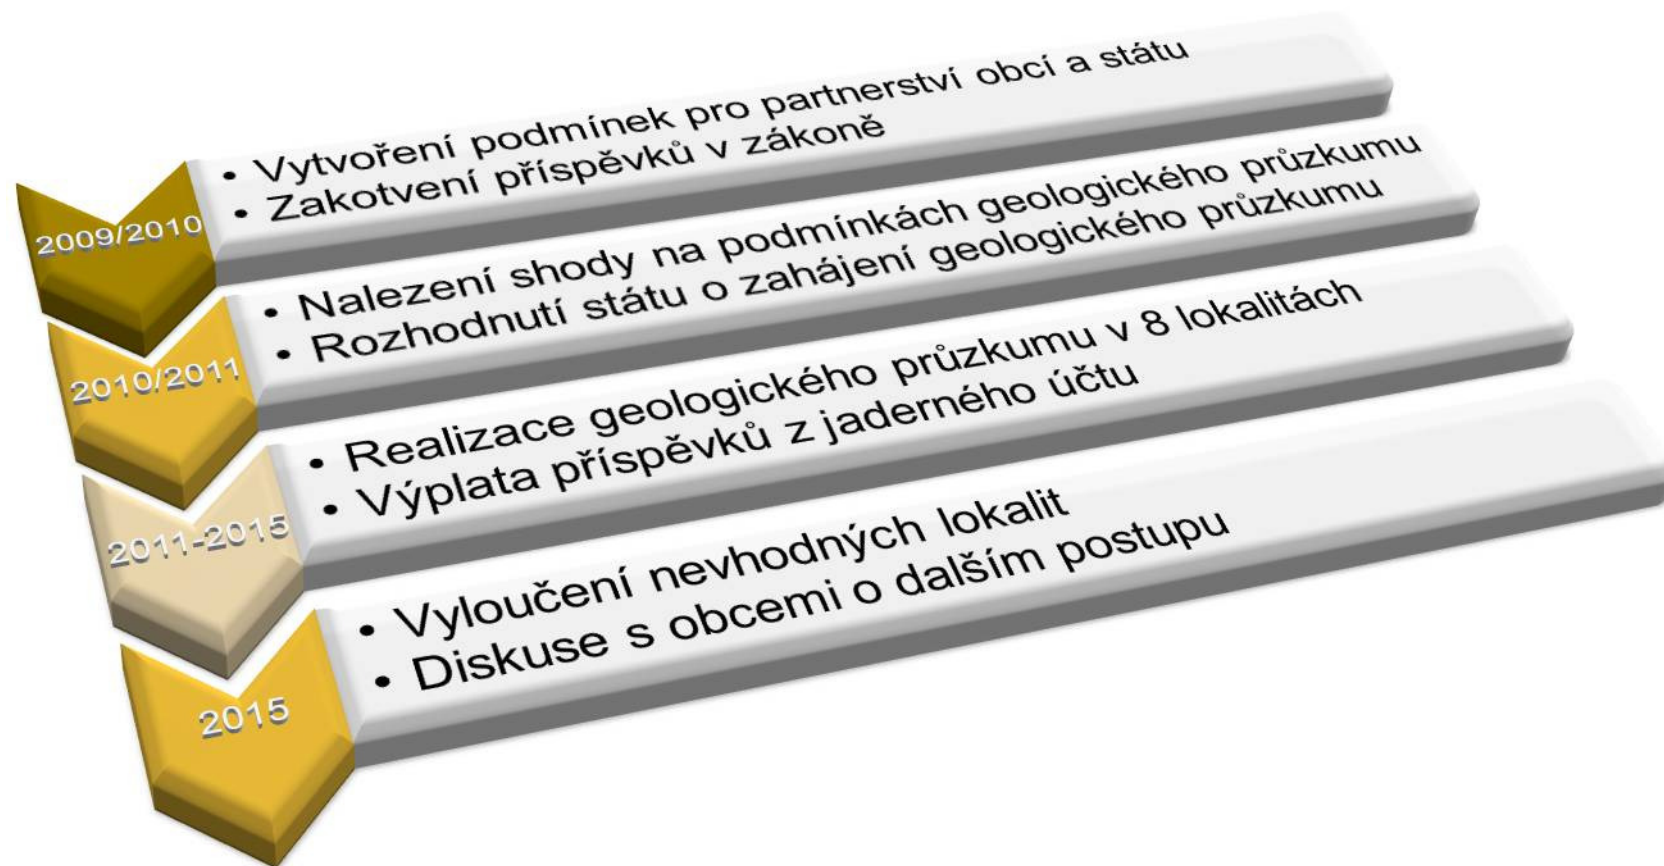 2009/2010
• Vytvoření podmínek pro partnerství obcí a státu
• Zakotvení příspěvků v zákoně
2010/2011
• Nalezení shody na podmínkách geologického průzkumu
• Rozhodnutí státu o zahájení geologického průzkumu
2011-2015
• Realizace geologického průzkumu v 8 lokalitách
• Výplata příspěvků z jaderného účtu
2015
• Vyloučení nevhodných lokalit
• Diskuse s obcemi o dalším postupu